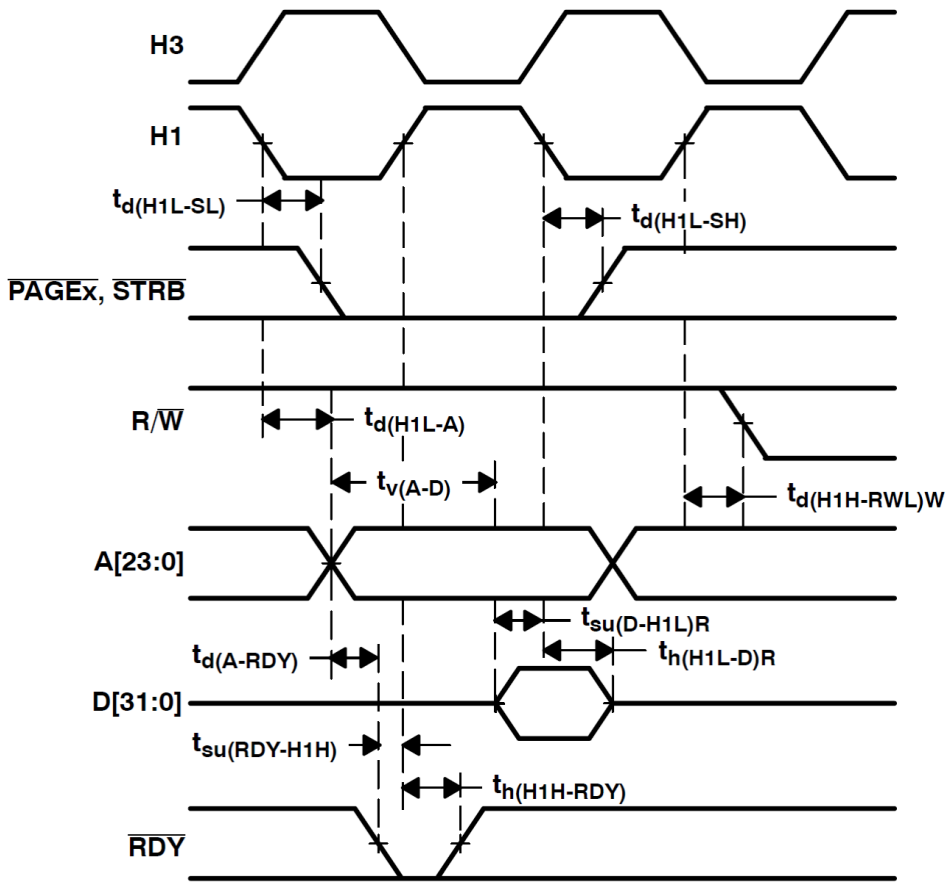 H3
H1
td(H1L-SL)
td(H1L-SH)
PAGEx, STRB
R/W
td(H1L-A)
tv(A-D)
td(H1H-RWL)W
A[23:0]
tsu(D-H1L)R
td(A-RDY)
th(H1L-D)R
D[31:0]
tsu(RDY-H1H)
th(H1H-RDY)
RDY